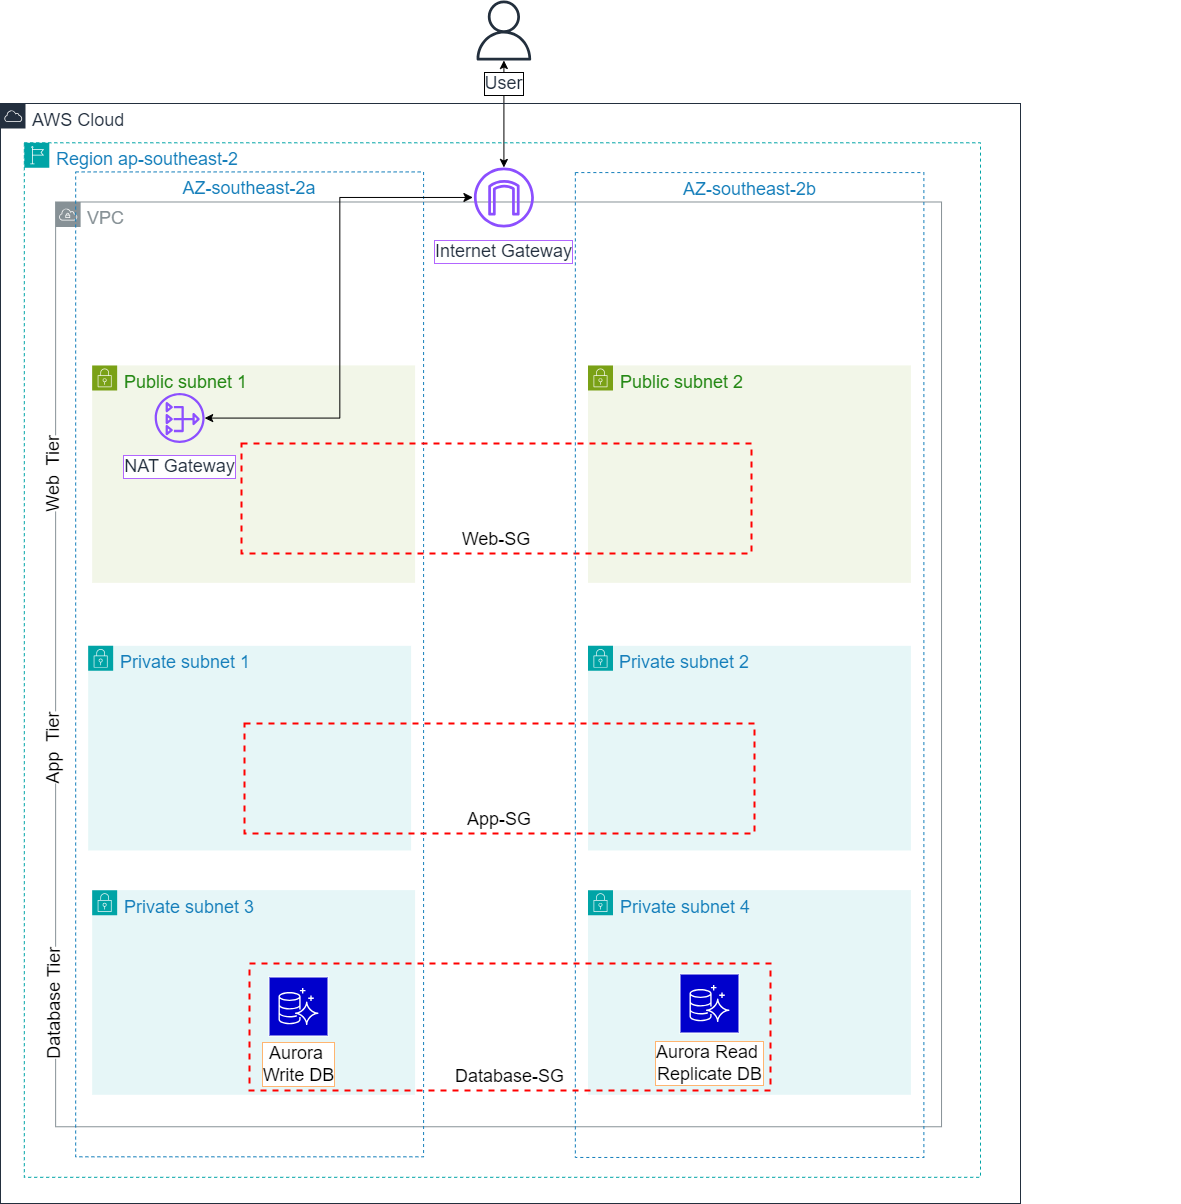 User
AWS Cloud
Region ap-southeast-2
AZ-southeast-2a
AZ-southeast-2b
VPC
Internet Gateway
Public subnet 1
Public subnet 2
NAT Gateway
Web Tier
Web-SG
Private subnet 1
Private subnet 2
App Tier
App-SG
Private subnet 3
Private subnet 4
Database Tier
Aurora
Write DB
Aurora Read
Replicate DB
Database-SG